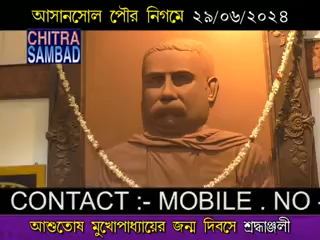 আসানসোল পৌর নিগমে ২৯/০৬/২০২৪
CHITRA
SAMBAD
CONTACT :- MOBILE . NO -
আশুতোষ মুখোপাধ্যায়ের জন্ম দিবসে শ্রদ্ধাঞ্জলী